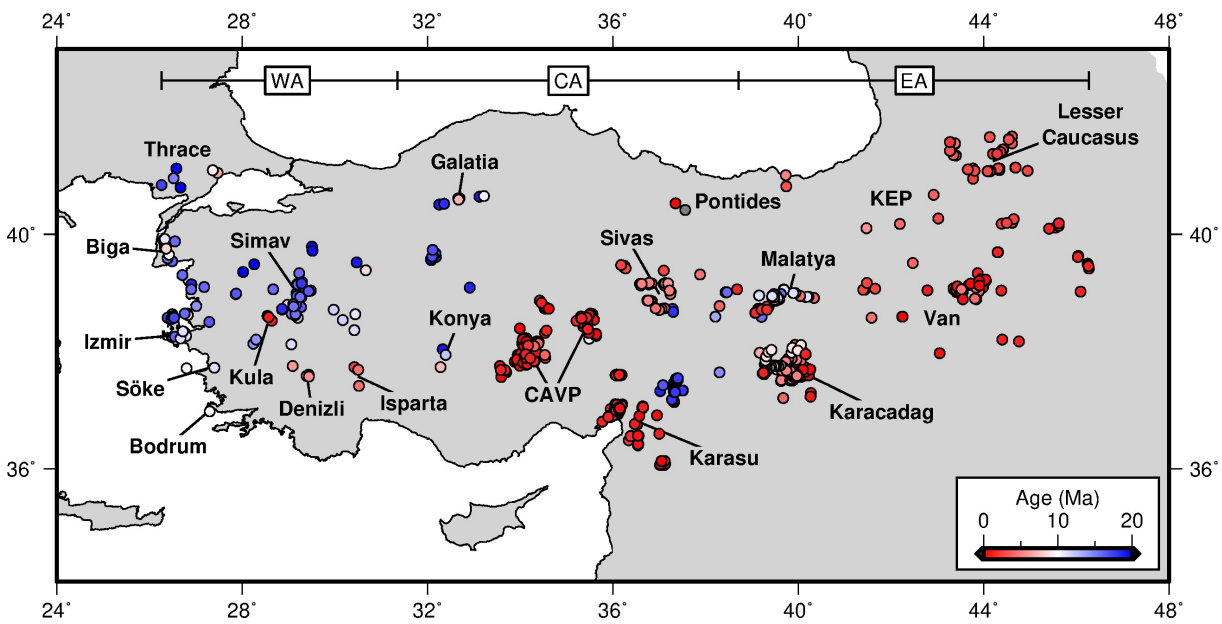 24˚ 28˚ 32˚ 36˚ 40˚ 44˚ 48˚
WA CA EA
Lesser
Caucasus
Thrace
Galatia
KEP
Pontides
40˚ 40˚
Biga
Simav
Sivas
Malatya
Izmir
Konya
Van
Söke
Kula
Denizli
Isparta
CAVP
Karacadag
Bodrum
Karasu
36˚ 36˚
Age (Ma)
0 10 20
24˚ 28˚ 32˚ 36˚ 40˚ 44˚ 48˚